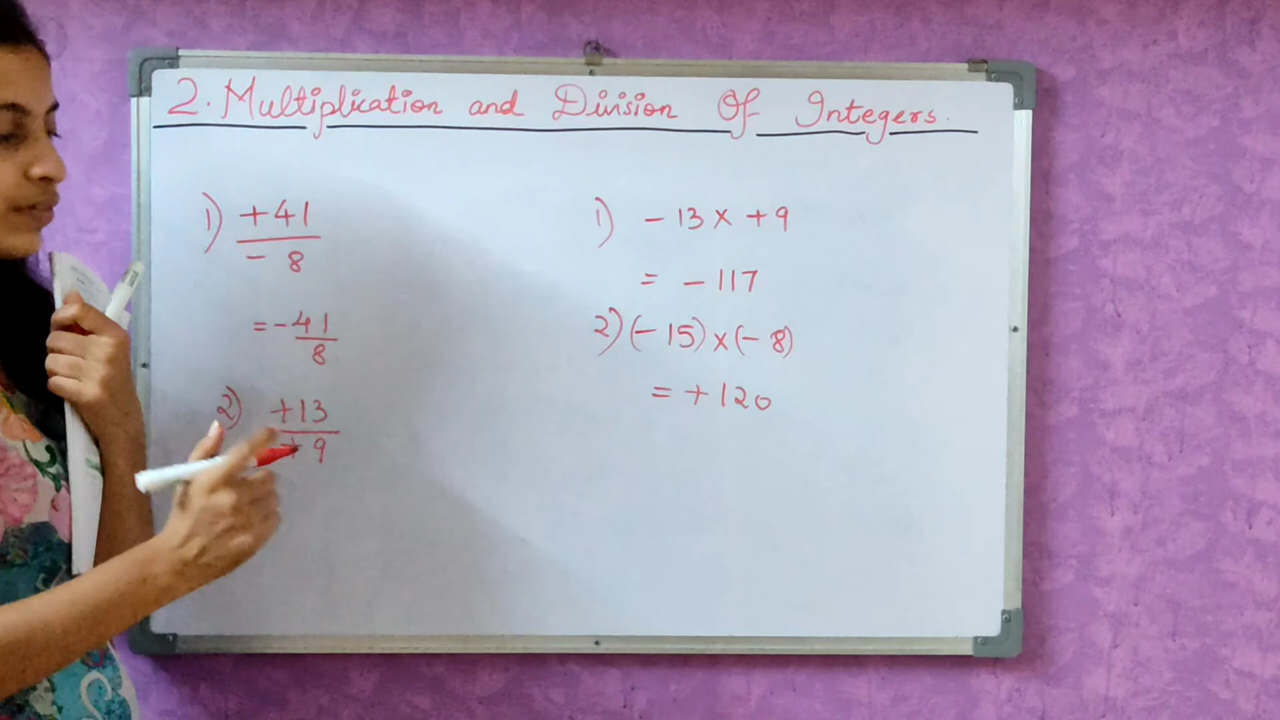 2. Multiplication and Division Of Integers.
1) +41
- 8
= - 41
8
2) +13
+ 9
1) - 13 x + 9
= - 117
2) (- 15) x (- 8)
= + 120